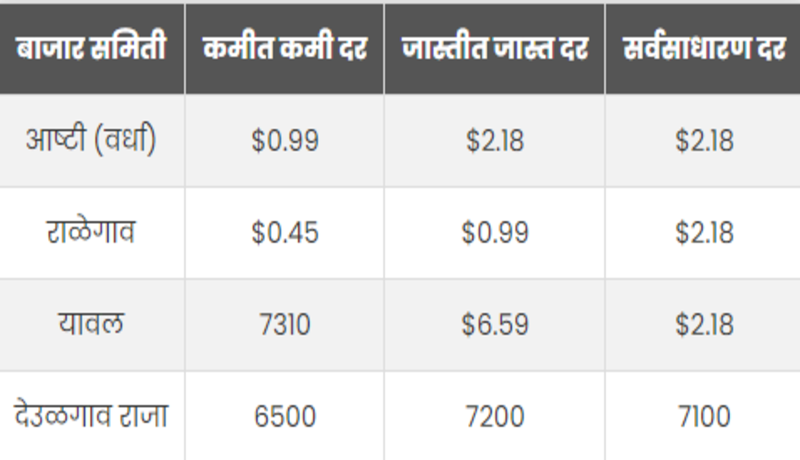 बाजार समिती कमीत कमी दर जास्तीत जास्त दर सर्वसाधारण दर
आष्टी (वर्धा) $0.99 $2.18 $2.18
राळेगाव $0.45 $0.99 $2.18
यावल 7310 $6.59 $2.18
देउळगाव राजा 6500 7200 7100